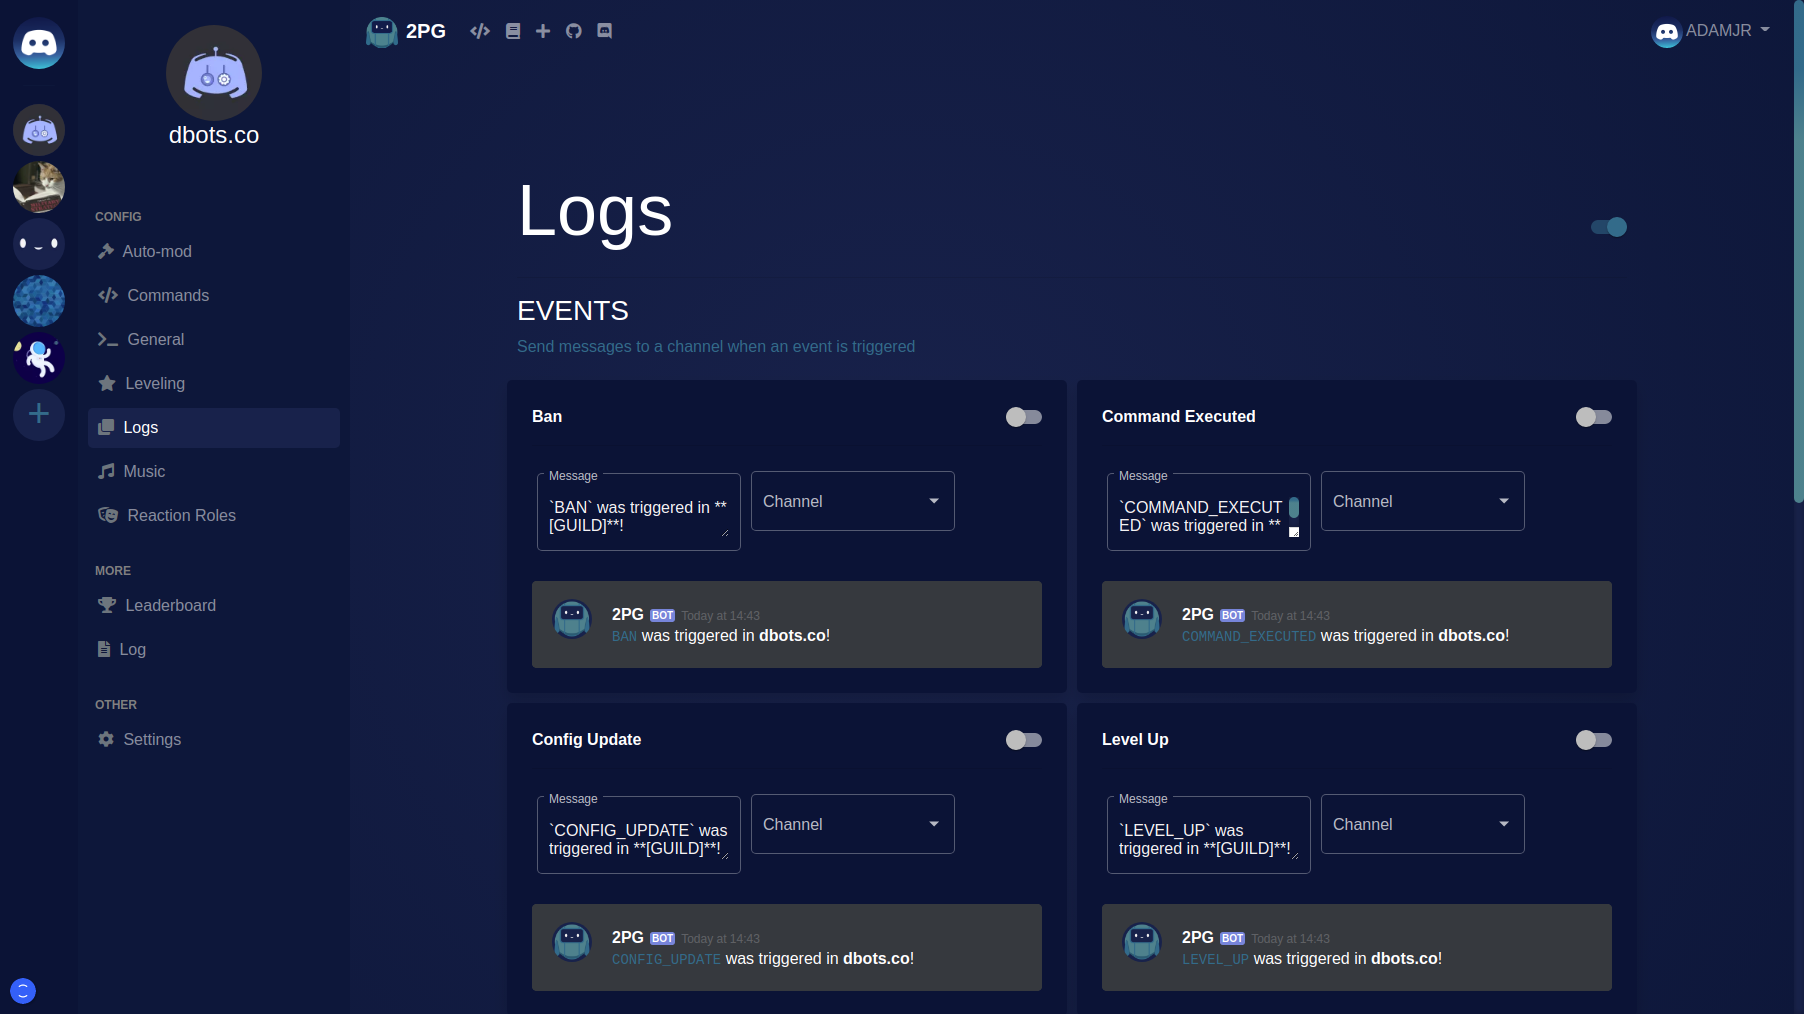 2PG
ADAMJR
dbots.co
CONFIG
Auto-mod
Commands
General
Leveling
Logs
Music
Reaction Roles
MORE
Leaderboard
Log
OTHER
Settings
Logs
EVENTS
Send messages to a channel when an event is triggered
Ban
Message
`BAN` was triggered in **
[GUILD]**!
Channel
2PG BOT Today at 14:43
BAN was triggered in dbots.co!
Command Executed
Message
`COMMAND_EXECUT
ED` was triggered in **
Channel
2PG BOT Today at 14:43
COMMAND_EXECUTED was triggered in dbots.co!
Config Update
Message
`CONFIG_UPDATE` was
triggered in **[GUILD]**!
Channel
2PG BOT Today at 14:43
CONFIG_UPDATE was triggered in dbots.co!
Level Up
Message
`LEVEL_UP` was
triggered in **[GUILD]**!
Channel
2PG BOT Today at 14:43
LEVEL_UP was triggered in dbots.co!